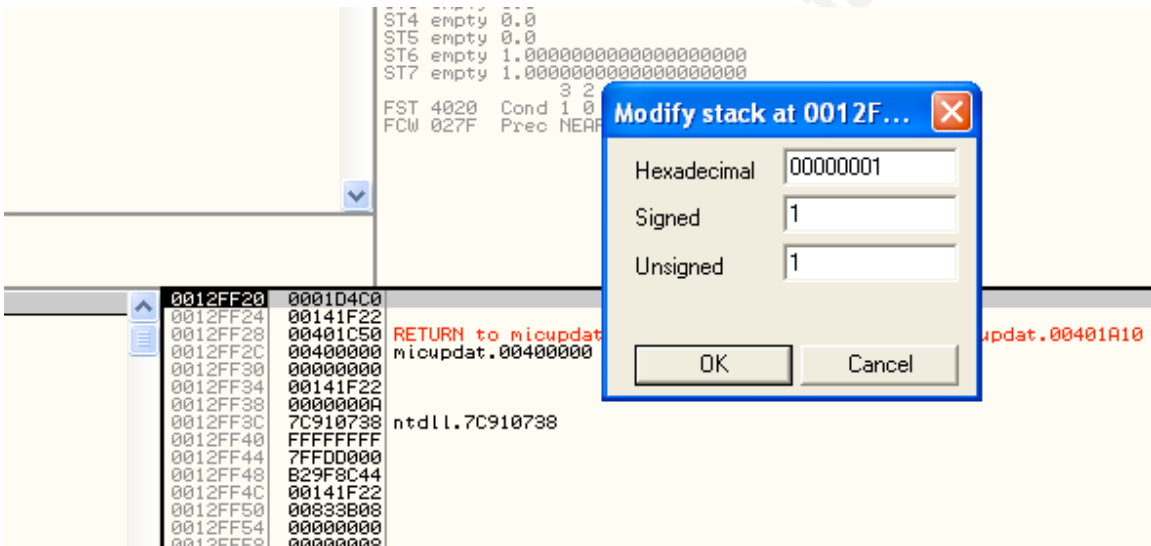 ST4 empty 0.0
ST5 empty 0.0
ST6 empty 1.0000000000000000000
ST7 empty 1.0000000000000000000
3 2
FST 4020 Cond 1 0
FCW 027F Prec NEAR
Modify stack at 0012F...
Hexadecimal 00000001
Signed 1
Unsigned 1
OK Cancel
0012FF20 0001D4C0
0012FF24 00141F22
0012FF28 00401C50 RETURN to micupdat updat.00401A10
0012FF2C 00400000 micupdat.00400000
0012FF30 00000000
0012FF34 00141F22
0012FF38 0000000A
0012FF3C 7C910738 ntdll.7C910738
0012FF40 FFFFFFFF
0012FF44 7FFDD000
0012FF48 B29F8C44
0012FF4C 00141F22
0012FF50 00833B08
0012FF54 00000000
0012FF58 00000008